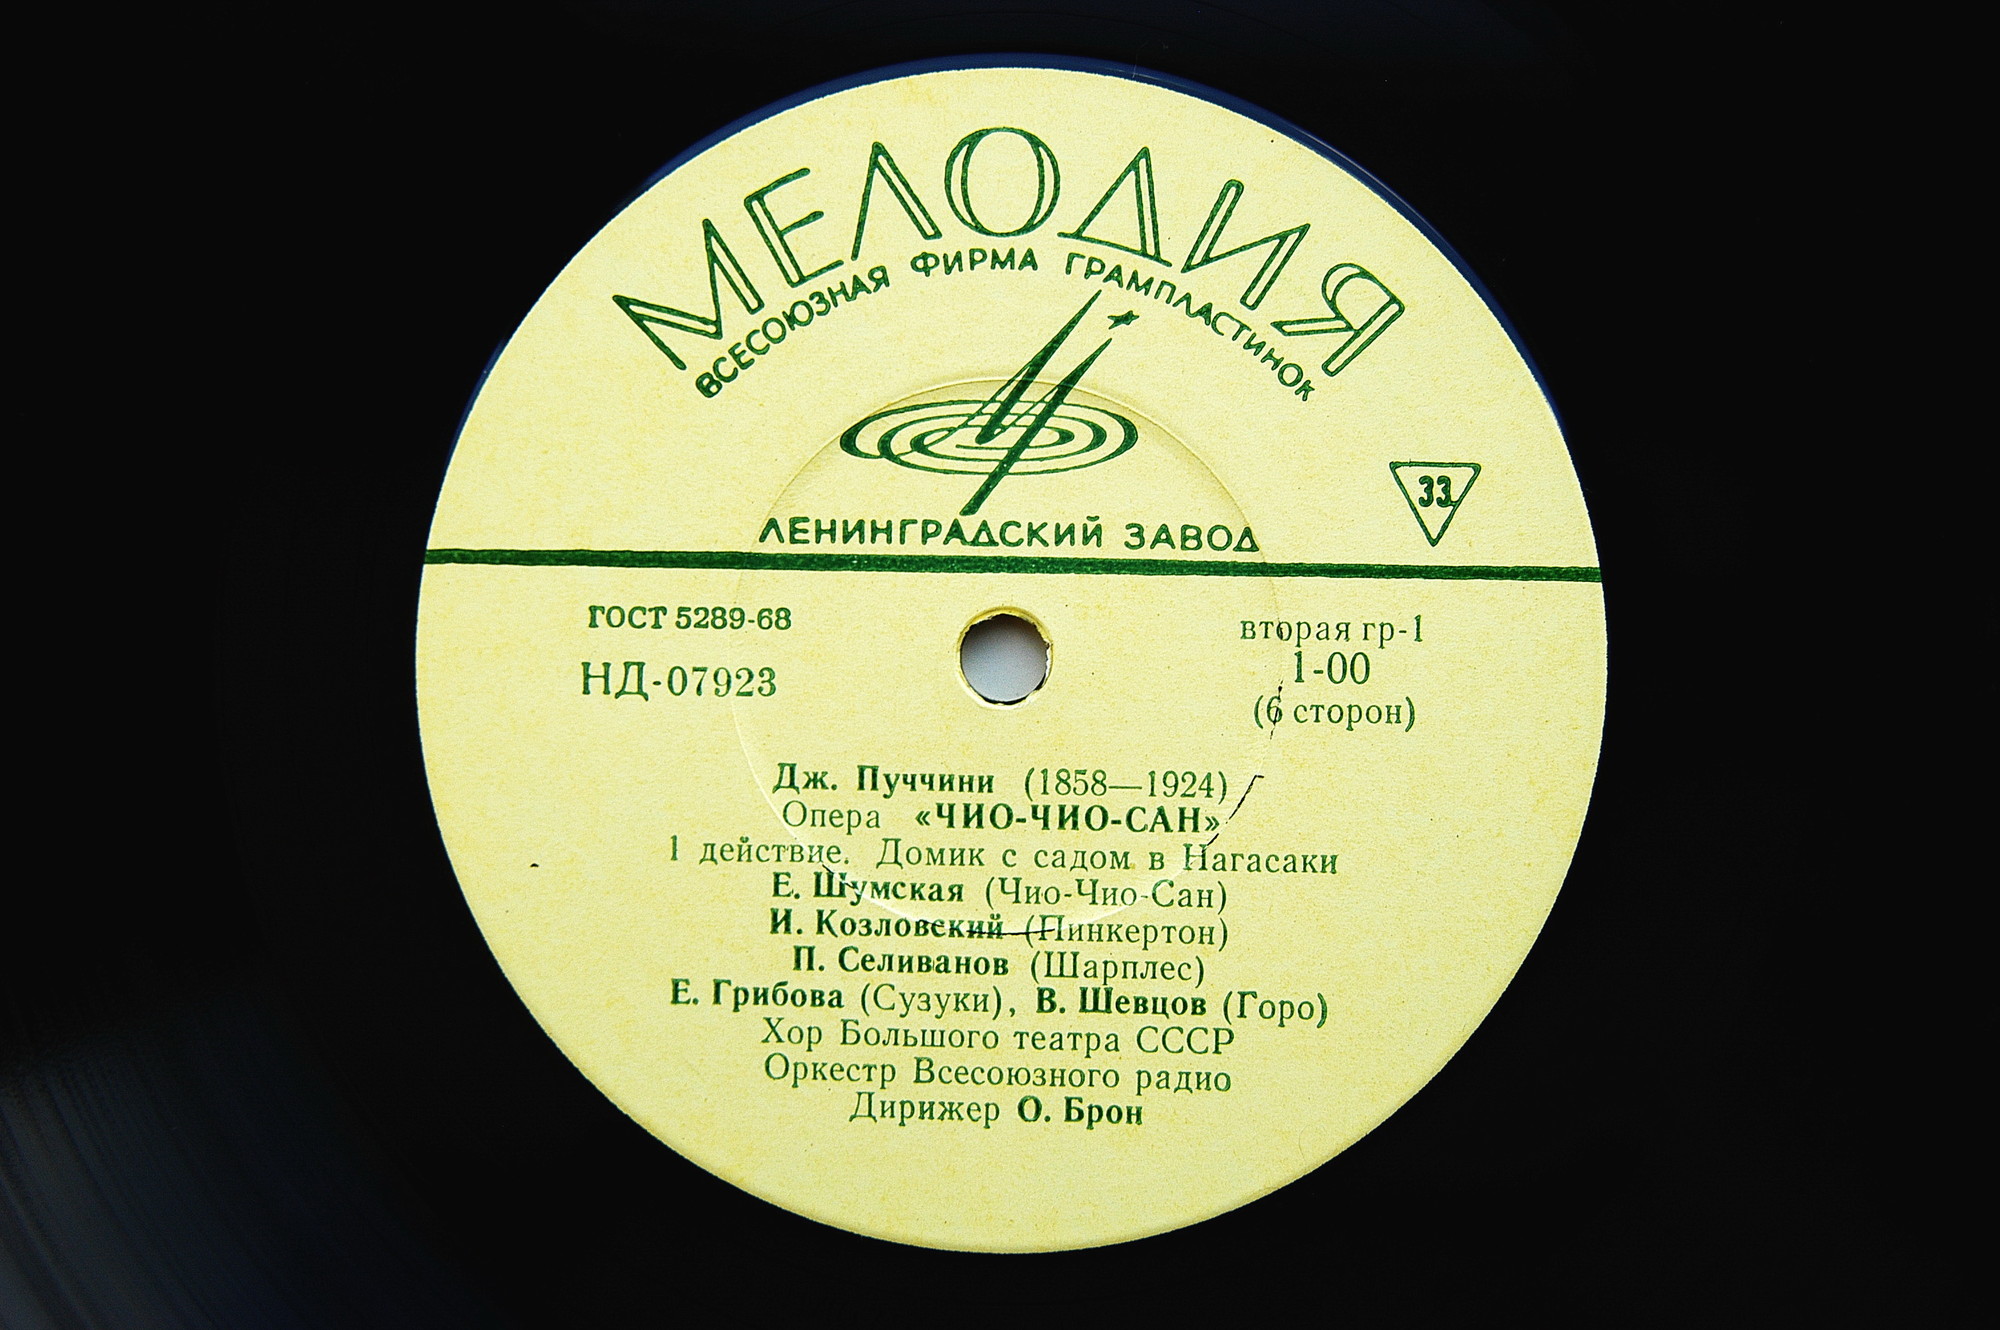 МЕЛОДИЯ
ВСЕСОЮЗНАЯ ФИРМА ГРАМПЛАСТИНОК
33
ЛЕНИНГРАДСКИЙ ЗАВОД
ГОСТ 5289-68
НД-07923
вторая гр-1
1-00
(6 сторон)
Дж. Пуччини (1858—1924)
Опера «ЧИО-ЧИО-САН»
1 действие. Домик с садом в Нагасаки
Е. Шумская (Чио-Чио-Сан)
И. Козловский (Пинкертон)
П. Селиванов (Шарплес)
Е. Грибова (Сузуки), В. Шевцов (Горо)
Хор Большого театра СССР
Оркестр Всесоюзного радио
Дирижер О. Брон